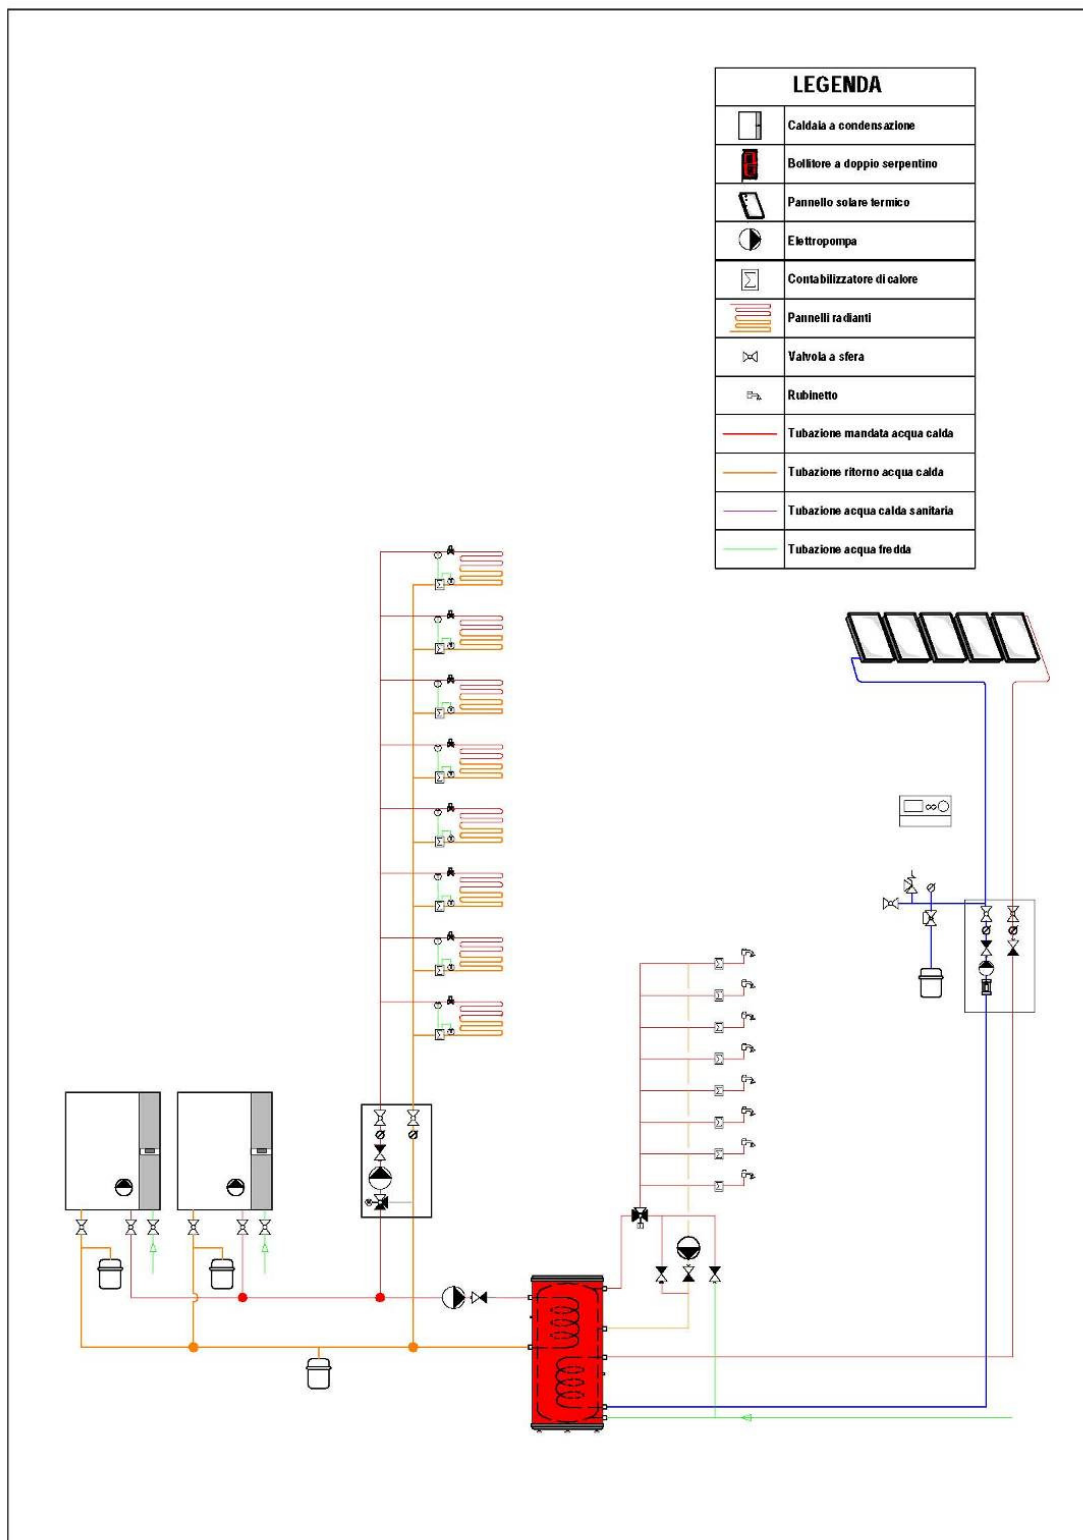 LEGENDA
Caldaia a condensazione
Bollitore a doppio serpentino
Pannello solare termico
Elettropompa
Contabilizzatore di calore
Pannelli radianti
Valvola a sfera
Rubinetto
Tubazione mandata acqua calda
Tubazione ritorno acqua calda
Tubazione acqua calda sanitaria
Tubazione acqua fredda